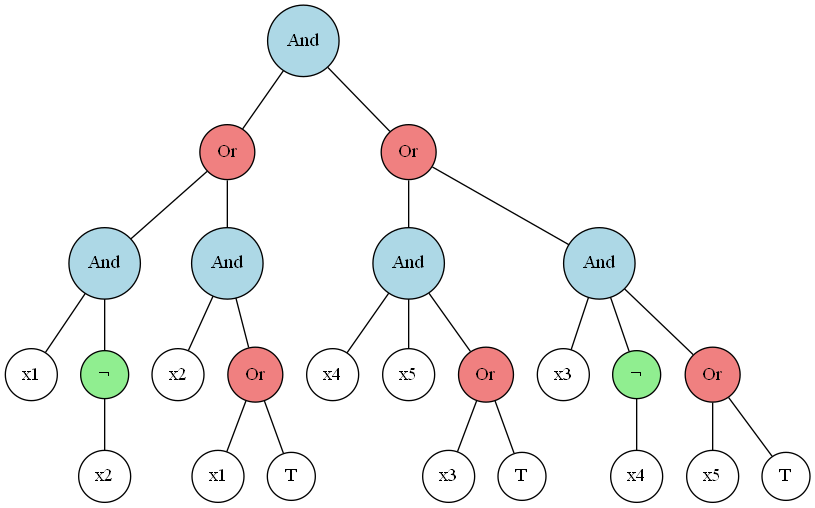 And
Or Or
And And And And
x1 ¬ x2 Or x4 x5 Or x3 ¬ Or
x2 x1 T x3 T x4 x5 T